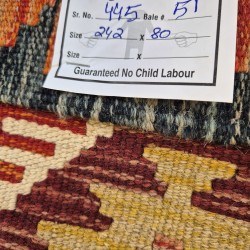 Sr. No. 445 Bale # 51
Size 242 x 80
Size x
Guaranteed No Child Labour